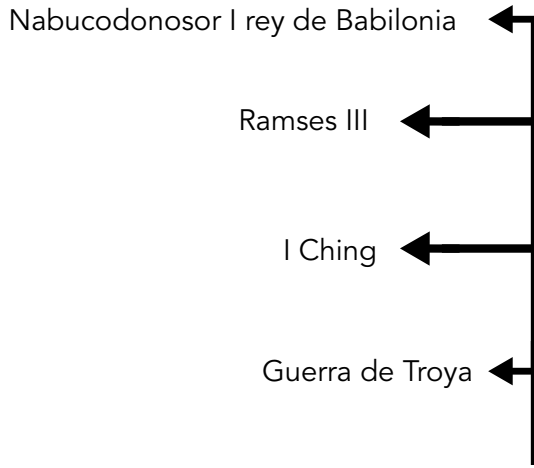 Nabucodonosor I rey de Babilonia
Ramses III
I Ching
Guerra de Troya